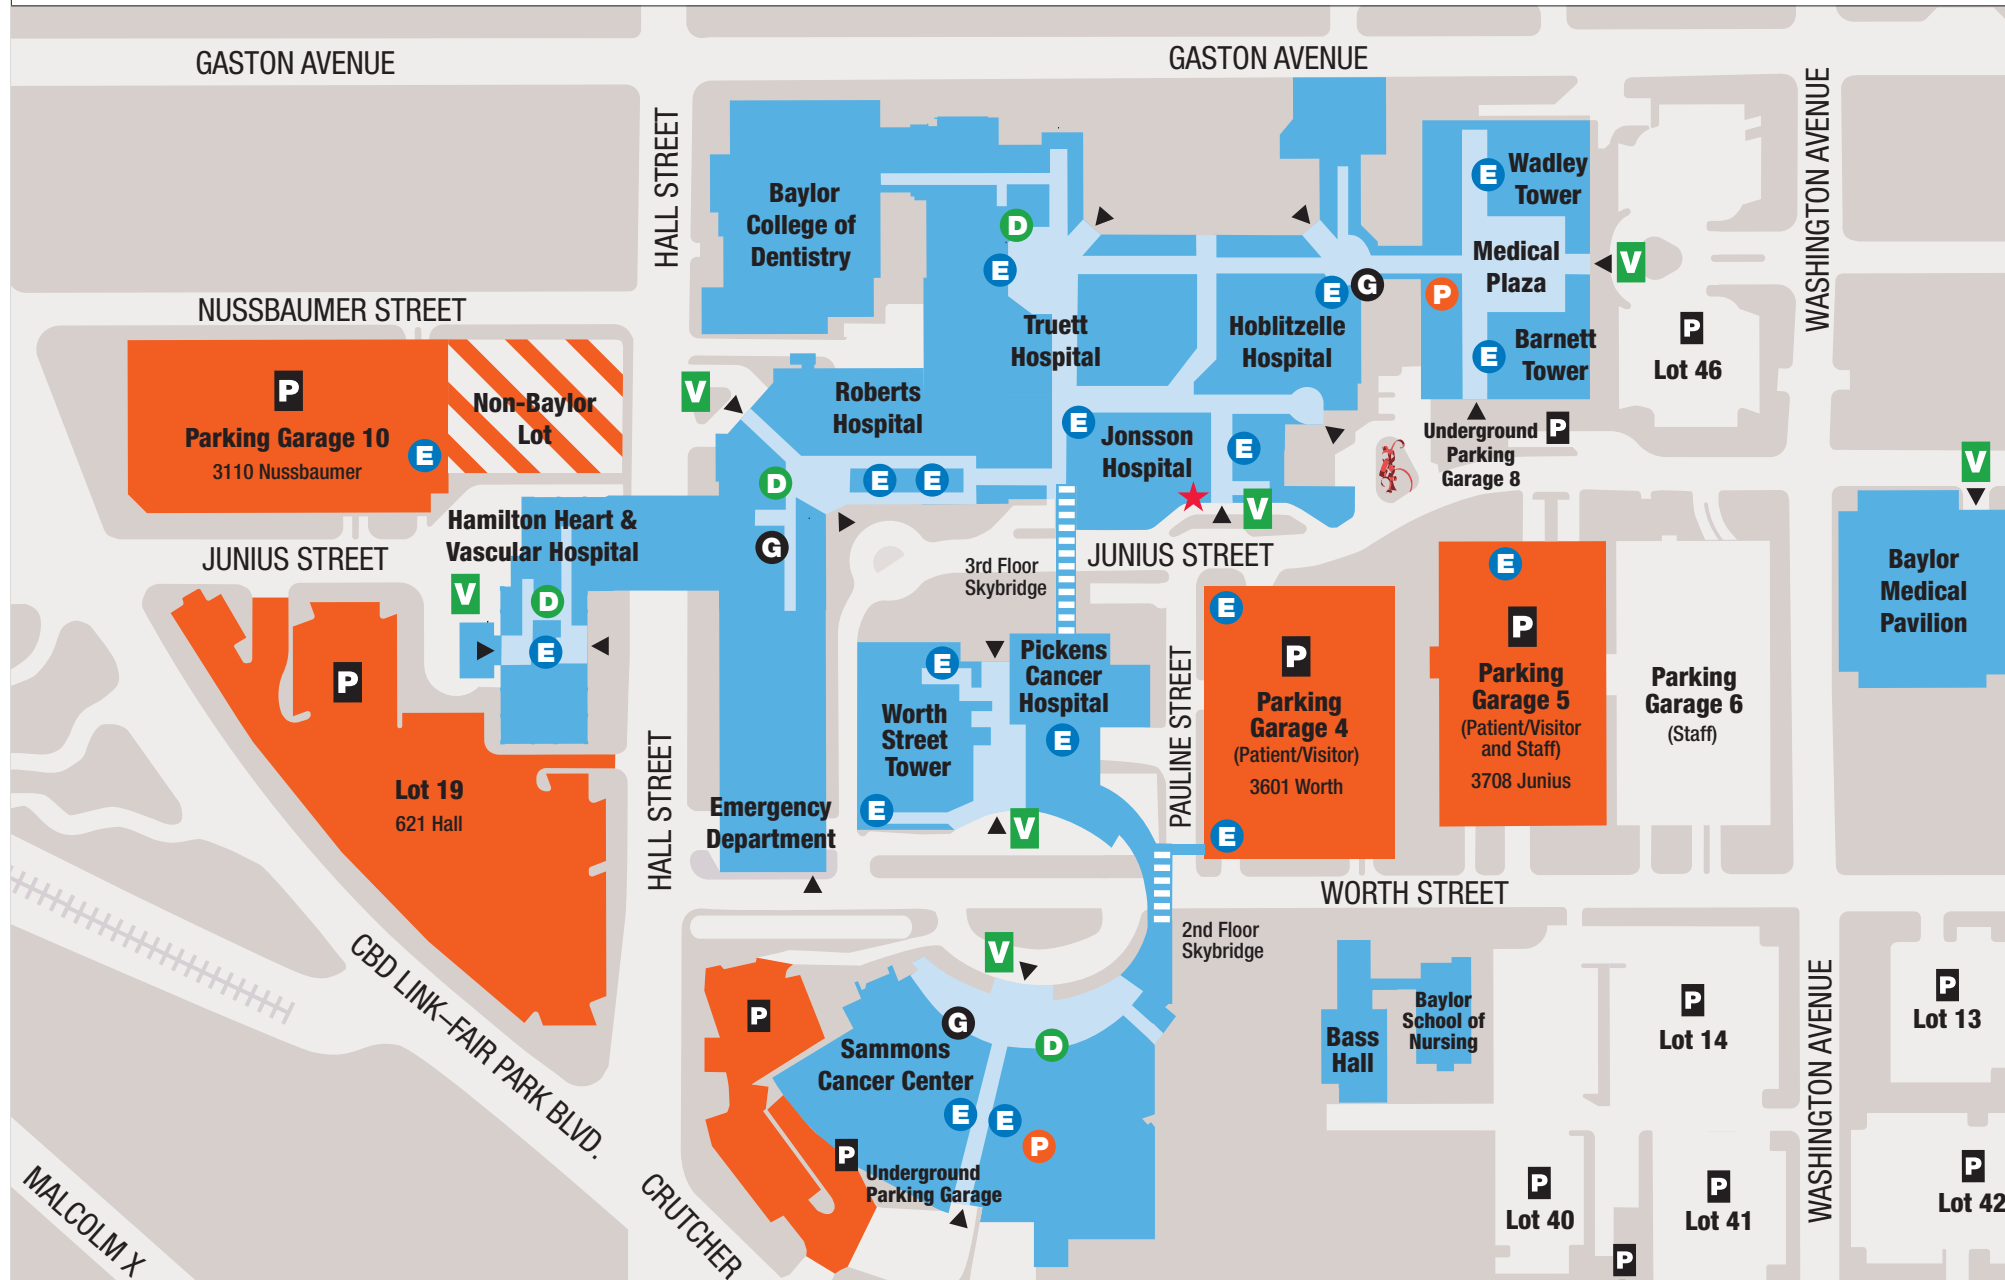 GASTON AVENUE
GASTON AVENUE
HALL STREET
WASHINGTON AVENUE
Baylor
College of
Dentistry
D
E
E
Wadley
Tower
Medical
Plaza
V
E
G
P
NUSSBAUMER STREET
Truett
Hospital
Hoblitzelle
Hospital
E
Barnett
Tower
P
Lot 46
P
Parking Garage 10
3110 Nussbaumer
E
Non-Baylor
Lot
V
Roberts
Hospital
E
Jonsson
Hospital
E
Underground
Parking
Garage 8
P
V
D
E
E
V
Hamilton Heart &
Vascular Hospital
G
JUNIUS STREET
JUNIUS STREET
3rd Floor
Skybridge
V
D
E
P
Baylor
Medical
Pavilion
E
P
Parking
Garage 4
(Patient/Visitor)
3601 Worth
E
E
P
Parking
Garage 5
(Patient/Visitor
and Staff)
3708 Junius
Parking
Garage 6
(Staff)
E
Pickens
Cancer
Hospital
E
Worth
Street
Tower
E
V
PAULINE STREET
HALL STREET
Lot 19
621 Hall
Emergency
Department
WORTH STREET
2nd Floor
Skybridge
V
CBD LINK–FAIR PARK BLVD.
P
G
D
Sammons
Cancer Center
E
E
P
P
Underground
Parking Garage
Bass
Hall
Baylor
School of
Nursing
P
Lot 14
P
Lot 13
WASHINGTON AVENUE
P
Lot 40
P
Lot 41
P
Lot 42
P
MALCOLM X
CRUTCHER